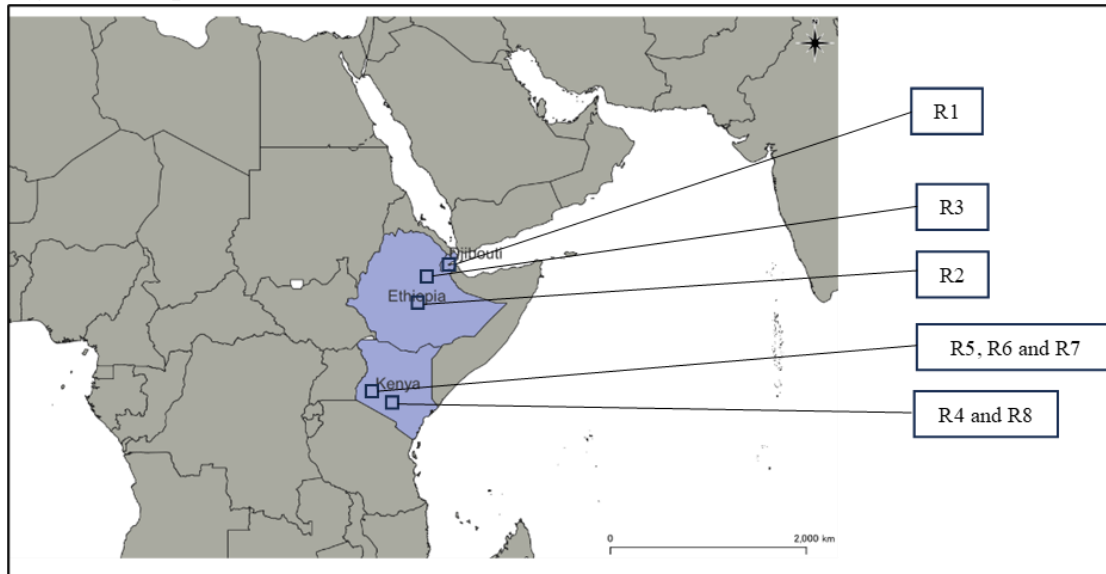 R1
R3
Djibouti
R2
Ethiopia
R5, R6 and R7
Kenya
R4 and R8
0
2,000 km